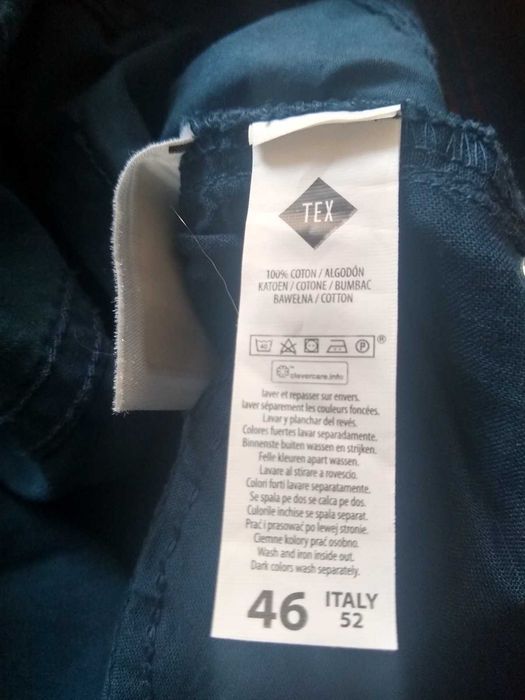 TEX
100% COTON / ALGODÓN
KATOEN / COTONE / BUMBAC
BAWEŁNA / COTTON
40 P ®
clevercare.info
laver et repasser sur envers.
laver séparement les couleurs foncées.
Lavar y planchar del revés.
Colores fuertes lavar separadamente.
Binnenste buiten wassen en strijken.
Felle kleuren apart wassen.
Lavare al stirare a rovescio.
Colori forti lavare separatamente.
Se spala pe dos se calca pe dos.
Culorile inchise se spala separat.
Prać i prasować po lewej stronie.
Ciemne kolory prać osobno.
Wash and iron inside out.
Dark colors wash separately.
46 ITALY
52